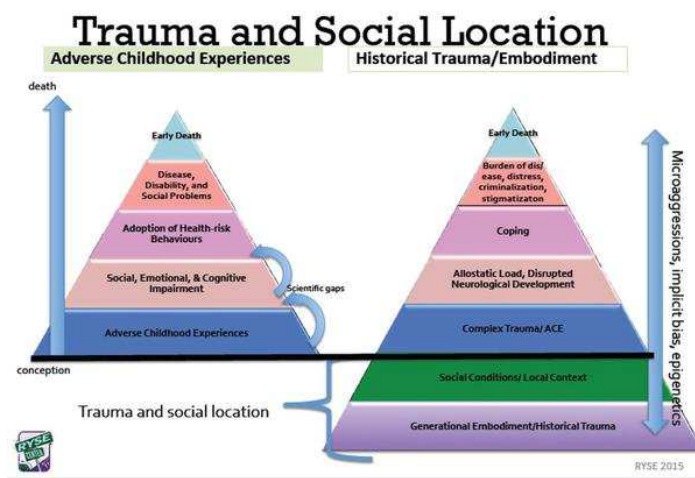 Trauma and Social Location
Adverse Childhood Experiences
Historical Trauma/Embodiment
death
Early Death
Disease,
Disability, and
Social Problems
Adoption of Health-risk
Behaviours
Social, Emotional, & Cognitive
Impairment
Scientific gaps
Adverse Childhood Experiences
conception
Early Death
Burden of dis/
ease, distress,
criminalization,
stigmatizaton
Coping
Allostatic Load, Disrupted
Neurological Development
Complex Trauma/ ACE
Social Conditions/ Local Context
Generational Embodiment/Historical Trauma
Microaggressions, implicit bias, epigenetics
Trauma and social location
RYSE
CENTER
RYSE 2015